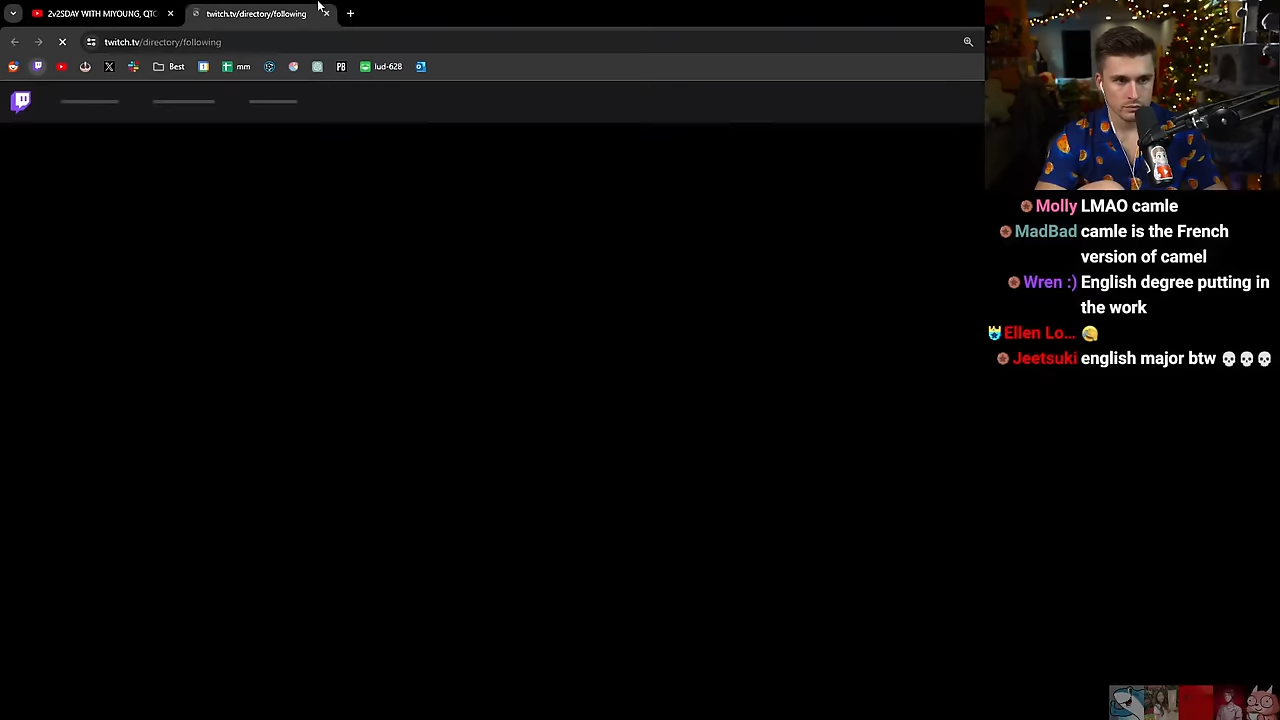 2v2SDAY WITH MIYOUNG, QTC
twitch.tv/directory/following
twitch.tv/directory/following
Best
mm
iud-628
Molly LMAO camle
MadBad camle is the French
version of camel
Wren :) English degree putting in
the work
Ellen Lo...
Jeetsuki english major btw 💀💀💀